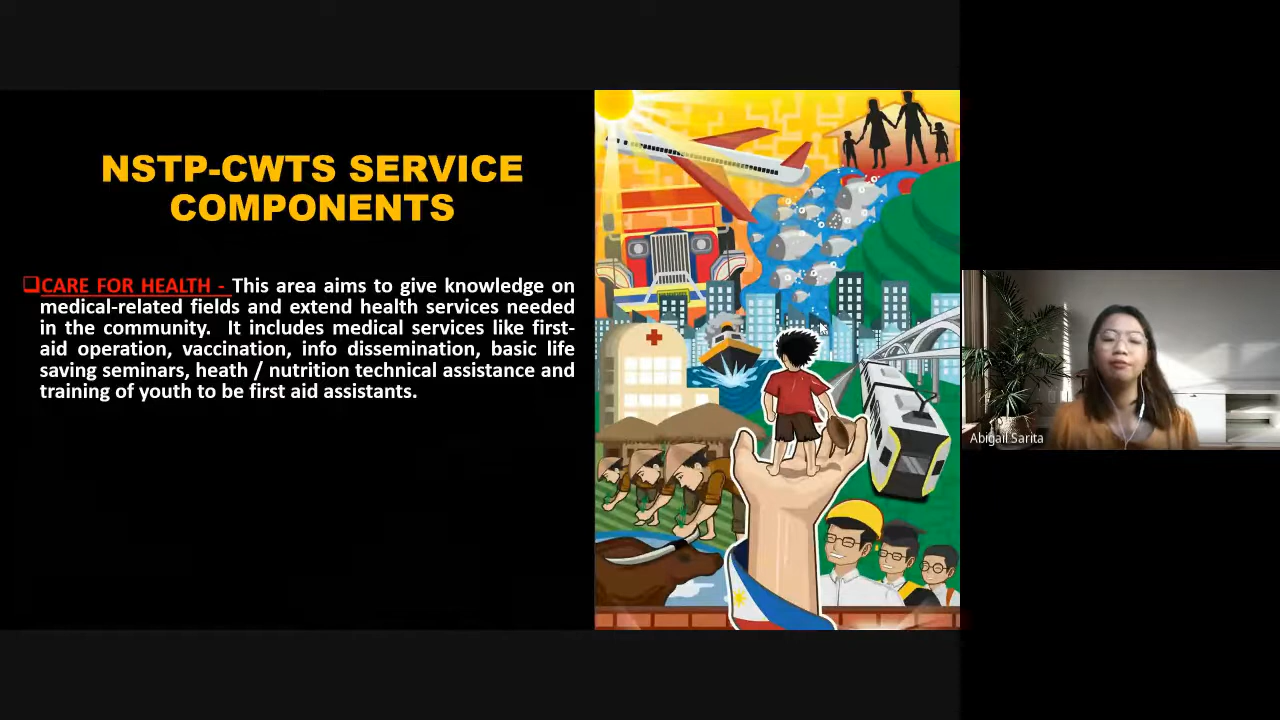 NSTP-CWTS SERVICE
COMPONENTS
❑CARE FOR HEALTH - This area aims to give knowledge on
medical-related fields and extend health services needed
in the community. It includes medical services like first-
aid operation, vaccination, info dissemination, basic life
saving seminars, heath / nutrition technical assistance and
training of youth to be first aid assistants.
Abigail Sarita